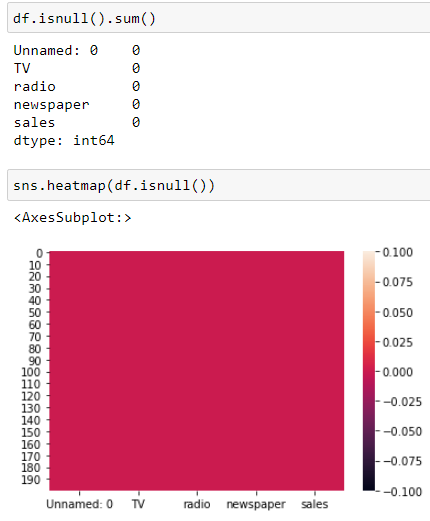 df.isnull().sum()
Unnamed: 0    0
TV            0
radio         0
newspaper     0
sales         0
dtype: int64
sns.heatmap(df.isnull())
<AxesSubplot:>
0
10
20
30
40
50
60
70
80
90
100
110
120
130
140
150
160
170
180
190
Unnamed: 0 TV radio newspaper sales
0.100
0.075
0.050
0.025
0.000
−0.025
−0.050
−0.075
−0.100